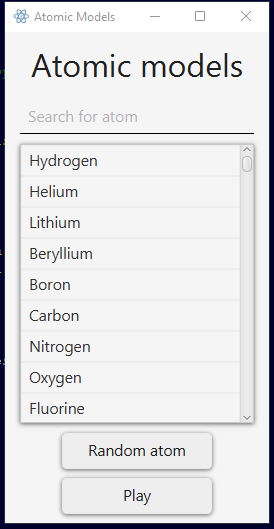 Atomic Models
Atomic models
Search for atom
Hydrogen
Helium
Lithium
Beryllium
Boron
Carbon
Nitrogen
Oxygen
Fluorine
Random atom
Play